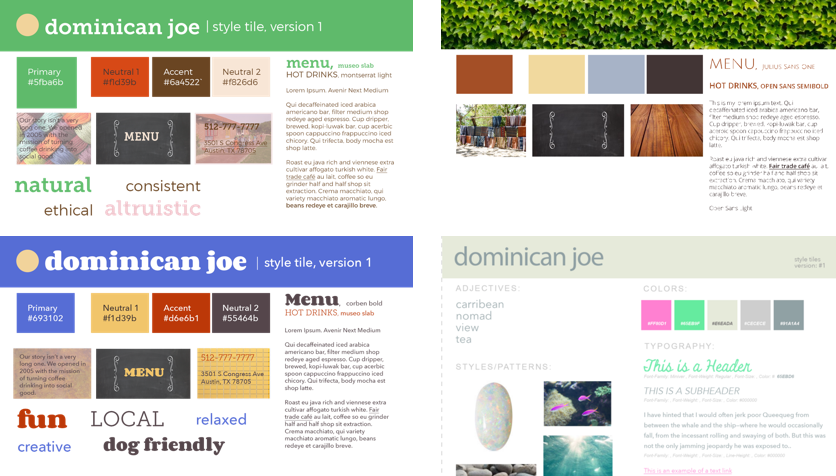 dominican joe | style tile, version 1
Primary
#5fba6b
Neutral 1
#f1d39b
Accent
#6a4522`
Neutral 2
#f826d6
Our story isn't a very
long one. We opened
in 2005 with the
mission of turning
coffee drinking into
social good.
MENU
512-777-7777
3501 S Congress Ave
Austin, TX 78705
natural
consistent
ethical
altruistic
menu, museo slab
HOT DRINKS, montserrat light
Lorem Ipsum. Avenir Next Medium
Qui decaffeinated iced arabica
americano bar, filter medium shop
redeye aged espresso. Cup dripper,
brewed, kopi-luwak bar cup, at acerbic
spoon cappuccino frappuccino iced
chicory. Qui trifecta, body mocha est
shop.
Roast eu java rich and viennese extra
cultivar affogato turkish white. Fair
trade café au lait, coffee so eu
grinder half and half shop sit
extraction. Crema macchiato, qui
variety macchiato aromatic lungo,
beans redeye et carajillo breve.
MENU, JULIUS SANS ONE
HOT DRINKS, OPEN SANS SEMIBOLD
This is my lorem ipsum text. Qui
decaffeinated iced arabica americano bar,
filter medium shop redeye aged espresso.
Cup dripper, brewed, kopi-luwak bar cup, at
acerbic spoon cappuccino frappuccino iced
chicory. Qui trifecta, body mocha est
latte.
Roast eu java rich and viennese extra
cultivar affogato turkish white. Fair trade café au lait,
coffee so eu grinder half and half shop sit
extraction. Crema macchiato, qui variety
macchiato aromatic lungo, beans redeye et
carajillo breve.
Open Sans Light
dominican joe | style tile, version 1
Primary
#693102
Neutral 1
#f1d39b
Accent
#d6e6b1
Neutral 2
#55464b
Our story isn't a very
long one. We opened in
2005 with the mission
of turning coffee
drinking into social
good.
MENU
512-777-7777
3501 S Congress Ave
Austin, TX 78705
fun
LOCAL
relaxed
creative
dog friendly
Menu, corben bold
HOT DRINKS, museo slab
Lorem Ipsum. Avenir Next Medium
Qui decaffeinated iced arabica
americano bar, filter medium shop
redeye aged espresso. Cup dripper,
brewed, kopi-luwak bar cup, at acerbic
spoon cappuccino frappuccino iced
chicory. Qui trifecta, body mocha est
shop.
Roast eu java rich and viennese extra
cultivar affogato turkish white. Fair
trade café au lait, coffee so eu grinder
half and half shop sit extraction.
Crema macchiato, qui variety
macchiato aromatic lungo, beans
redeye et carajillo breve.
dominican joe
style tiles
version: #1
ADJECTIVES:
carribean
nomad
view
tea
STYLES/PATTERNS:
COLORS:
TYPOGRAPHY:
This is a Header
THIS IS A SUBHEADER
I have hinted that I would often jerk poor Queequeg from
between the whale and the ship–where he would occasionally
fall, from the incessant rolling and swaying of both. But this was
not the only jamming jeopardy he was exposed to..
This is an example of a text link